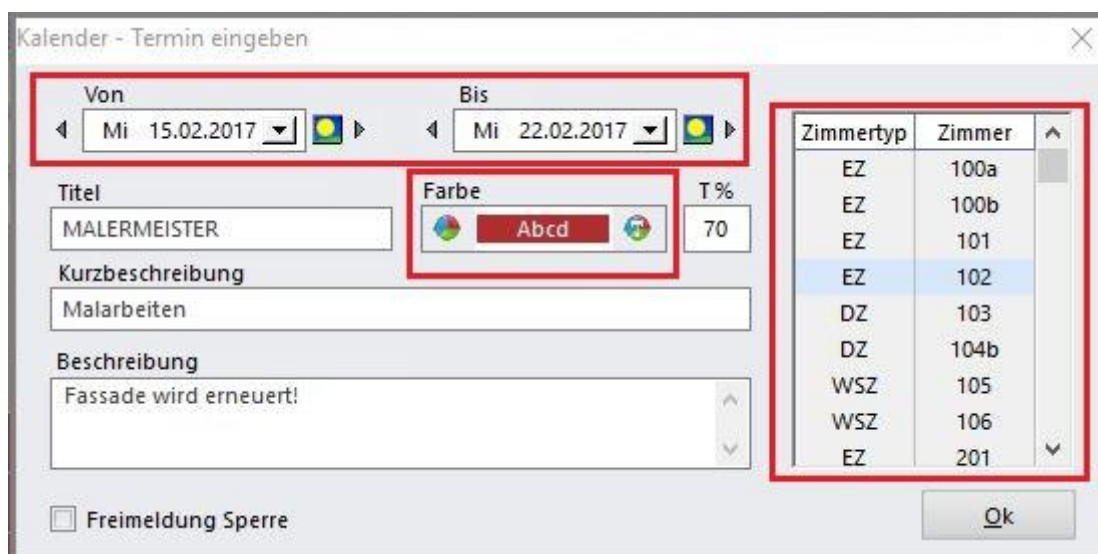 Kalender - Termin eingeben
Von
Bis
Mi 15.02.2017
Mi 22.02.2017
Titel
Farbe
T %
MALERMEISTER
Abcd
70
Kurzbeschreibung
Malarbeiten
Beschreibung
Fassade wird erneuert!
Freimeldung Sperre
Zimmertyp Zimmer
EZ 100a
EZ 100b
EZ 101
EZ 102
DZ 103
DZ 104b
WSZ 105
WSZ 106
EZ 201
Ok